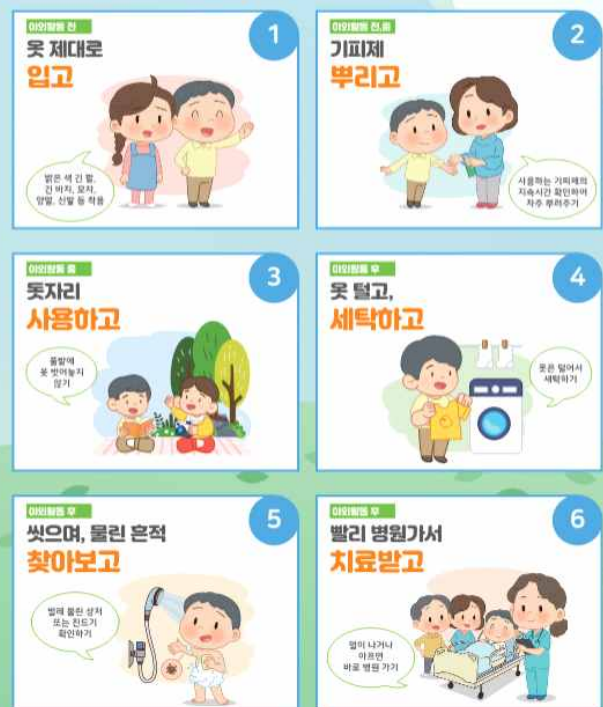 야외활동 전
1
옷 제대로
입고
밝은 색 긴 팔,
긴 바지, 모자,
양말, 신발 등 착용
야외활동 전,중
2
기피제
뿌리고
사용하는 기피제의
지속시간 확인하여
자주 뿌려주기
야외활동 중
3
돗자리
사용하고
풀밭에
옷 벗어놓지
않기
야외활동 후
4
옷 털고,
세탁하고
옷은 털어서
세탁하기
야외활동 후
5
씻으며, 물린 흔적
찾아보고
벌레 물린 상처
또는 진드기
확인하기
야외활동 후
6
빨리 병원가서
치료받고
열이 나거나
아프면
바로 병원 가기